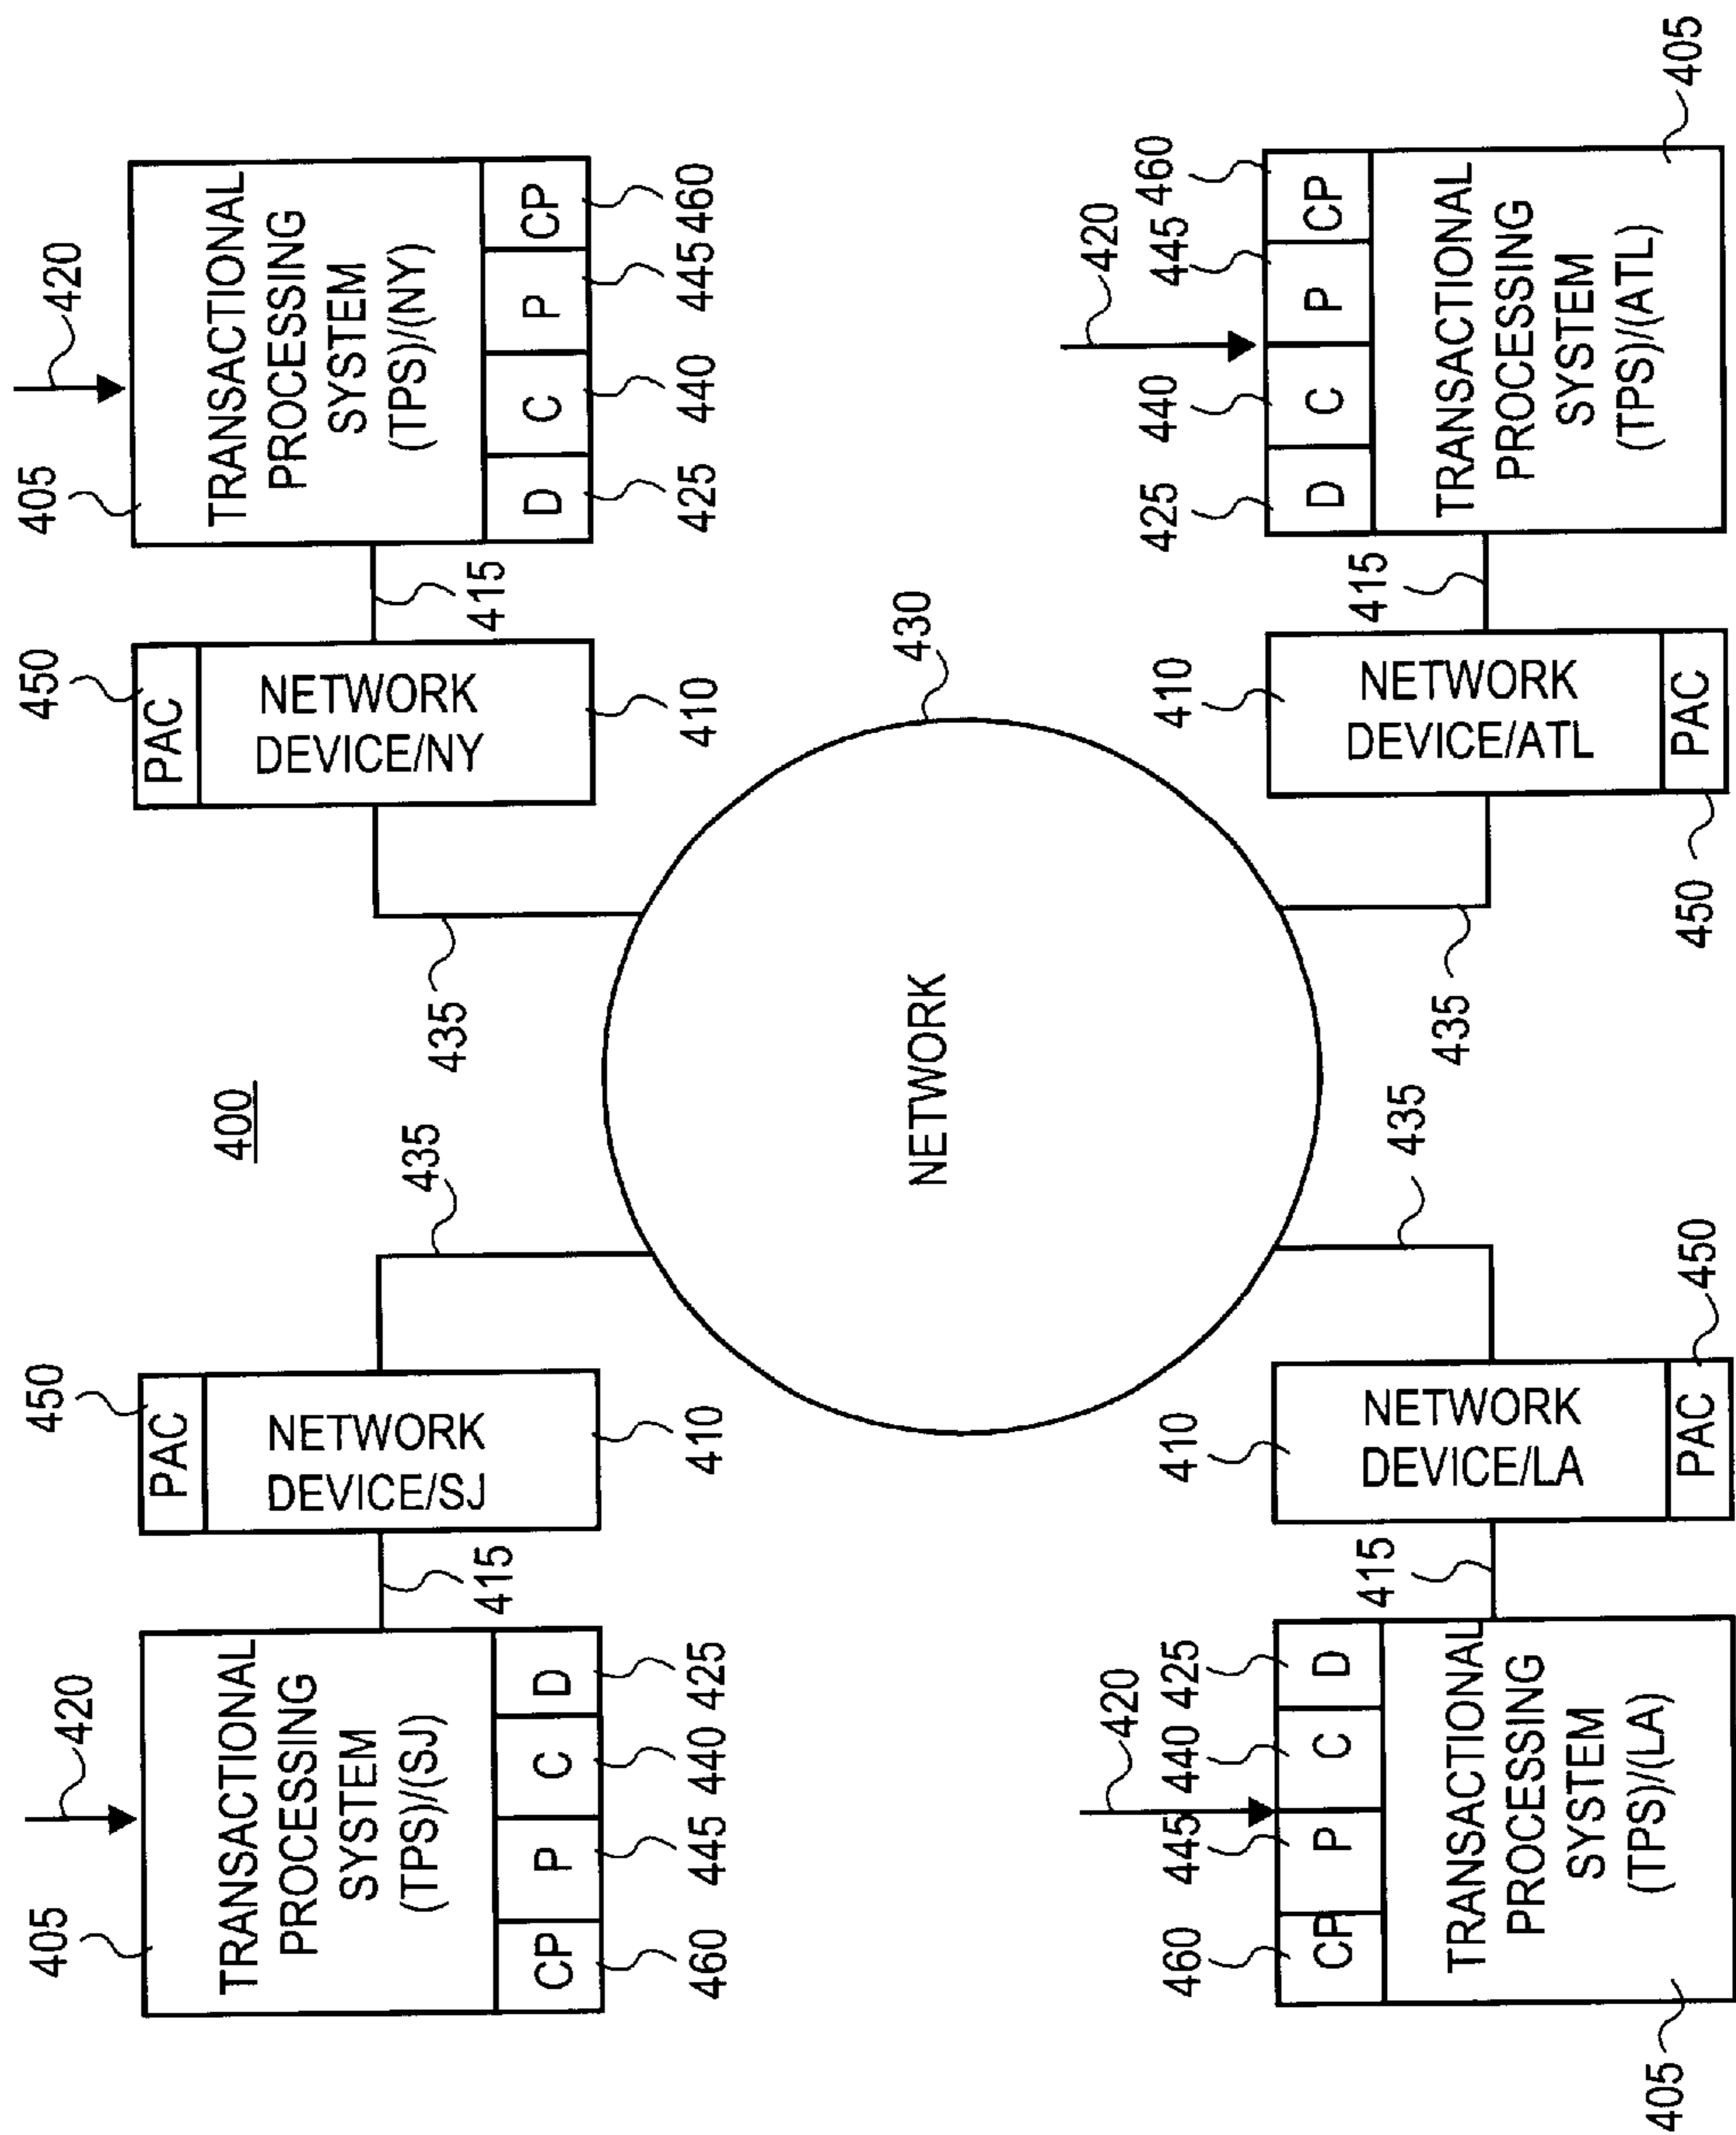 400
420
405
TRANSACTIONAL
PROCESSING
SYSTEM
(TPS)/(SJ)
CP
P
C
D
460
445
440
425
415
450
PAC
NETWORK
DEVICE/SJ
410
435
435
450
PAC
NETWORK
DEVICE/NY
410
415
405
420
TRANSACTIONAL
PROCESSING
SYSTEM
(TPS)/(NY)
D
C
P
CP
425
440
445
460
NETWORK
430
420
460
445
440
425
CP
P
C
D
TRANSACTIONAL
PROCESSING
SYSTEM
(TPS)/(LA)
405
415
410
NETWORK
DEVICE/LA
PAC
450
435
435
410
NETWORK
DEVICE/ATL
PAC
450
415
420
425
440
445
460
D
C
P
CP
TRANSACTIONAL
PROCESSING
SYSTEM
(TPS)/(ATL)
405